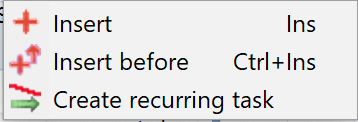 Insert Ins
Insert before Ctrl+Ins
Create recurring task